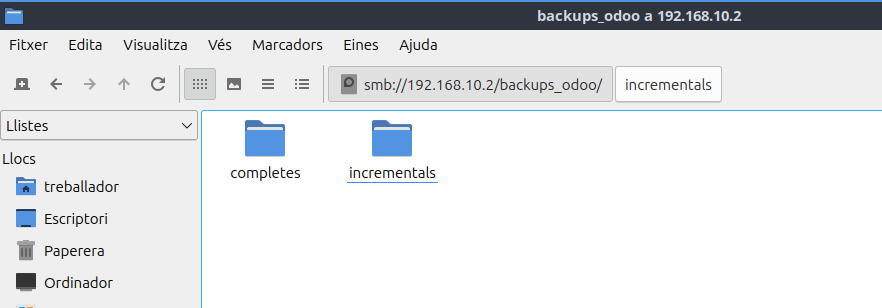 backups_odoo a 192.168.10.2
Fitxer Edita Visualitza Vés Marcadors Eines Ajuda
smb://192.168.10.2/backups_odoo/ incrementals
Llistes
Llocs
treballador
Escriptori
Paperera
Ordinador
completes incrementals